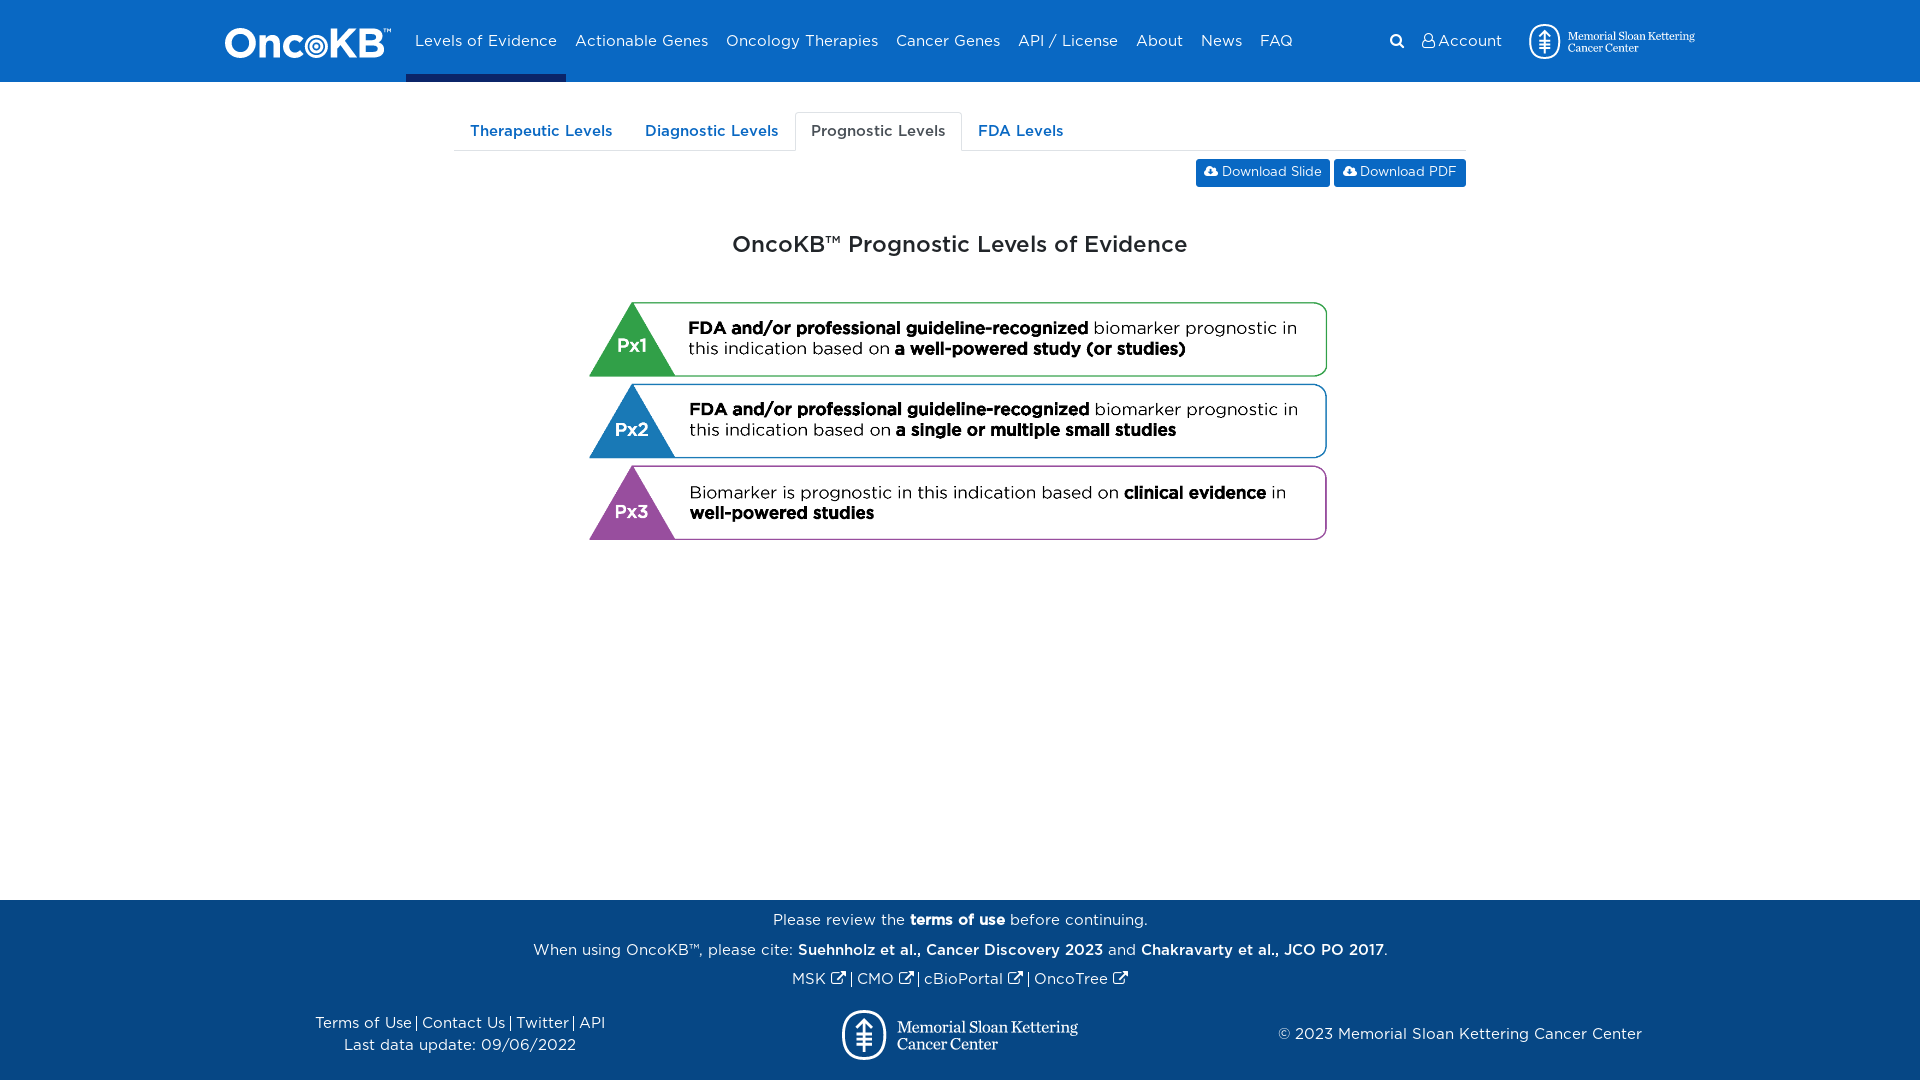 OncoKB™
Levels of Evidence
Actionable Genes
Oncology Therapies
Cancer Genes
API / License
About
News
FAQ
Account
Memorial Sloan Kettering
Cancer Center
Therapeutic Levels
Diagnostic Levels
Prognostic Levels
FDA Levels
Download Slide
Download PDF
OncoKB™ Prognostic Levels of Evidence
Px1
FDA and/or professional guideline-recognized biomarker prognostic in
this indication based on a well-powered study (or studies)
Px2
FDA and/or professional guideline-recognized biomarker prognostic in
this indication based on a single or multiple small studies
Px3
Biomarker is prognostic in this indication based on clinical evidence in
well-powered studies
Please review the terms of use before continuing.
When using OncoKB™, please cite: Suehnholz et al., Cancer Discovery 2023 and Chakravarty et al., JCO PO 2017.
MSK | CMO | cBioPortal | OncoTree
Terms of Use | Contact Us | Twitter | API
Last data update: 09/06/2022
Memorial Sloan Kettering
Cancer Center
© 2023 Memorial Sloan Kettering Cancer Center